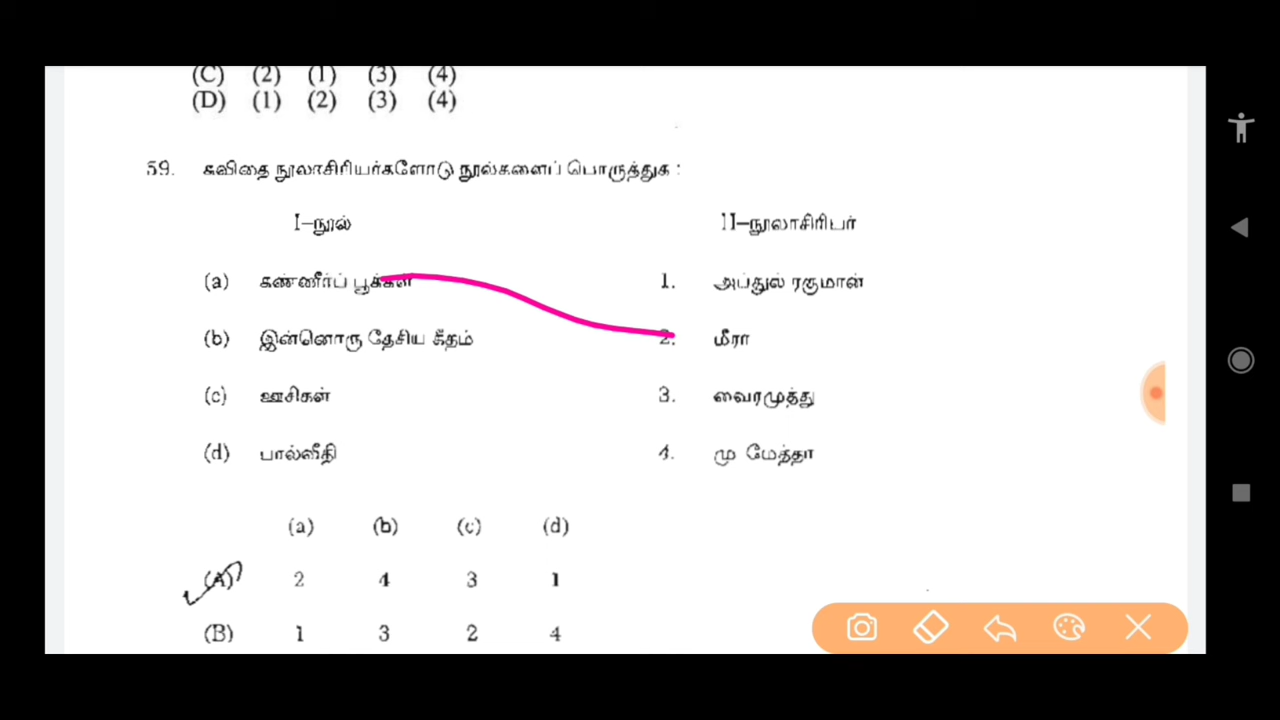 (C) (2) (1) (3) (4)
(D) (1) (2) (3) (4)
59. கவிதை நூலாசிரியர்களோடு நூல்களைப் பொருத்துக :
I–நூல் II–நூலாசிரியர்
(a) கண்ணீர்ப் பூக்கள் 1. அப்துல் ரகுமான்
(b) இன்னொரு தேசிய கீதம் 2. மீரா
(c) ஊசிகள் 3. வைரமுத்து
(d) பால்வீதி 4. மு மேத்தா
(a) (b) (c) (d)
(A) 2 4 3 1
(B) 1 3 2 4